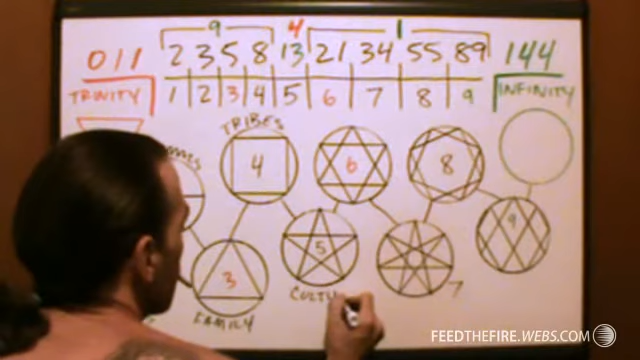 9 4 1
011 2 3 5 8 13 21 34 55 89 144
TRINITY 1 2 3 4 5 6 7 8 9 INFINITY
TRIBES
4 6 8
9
5
3
7
FAMILY
FEEDTHEFIRE.WEBS.COM